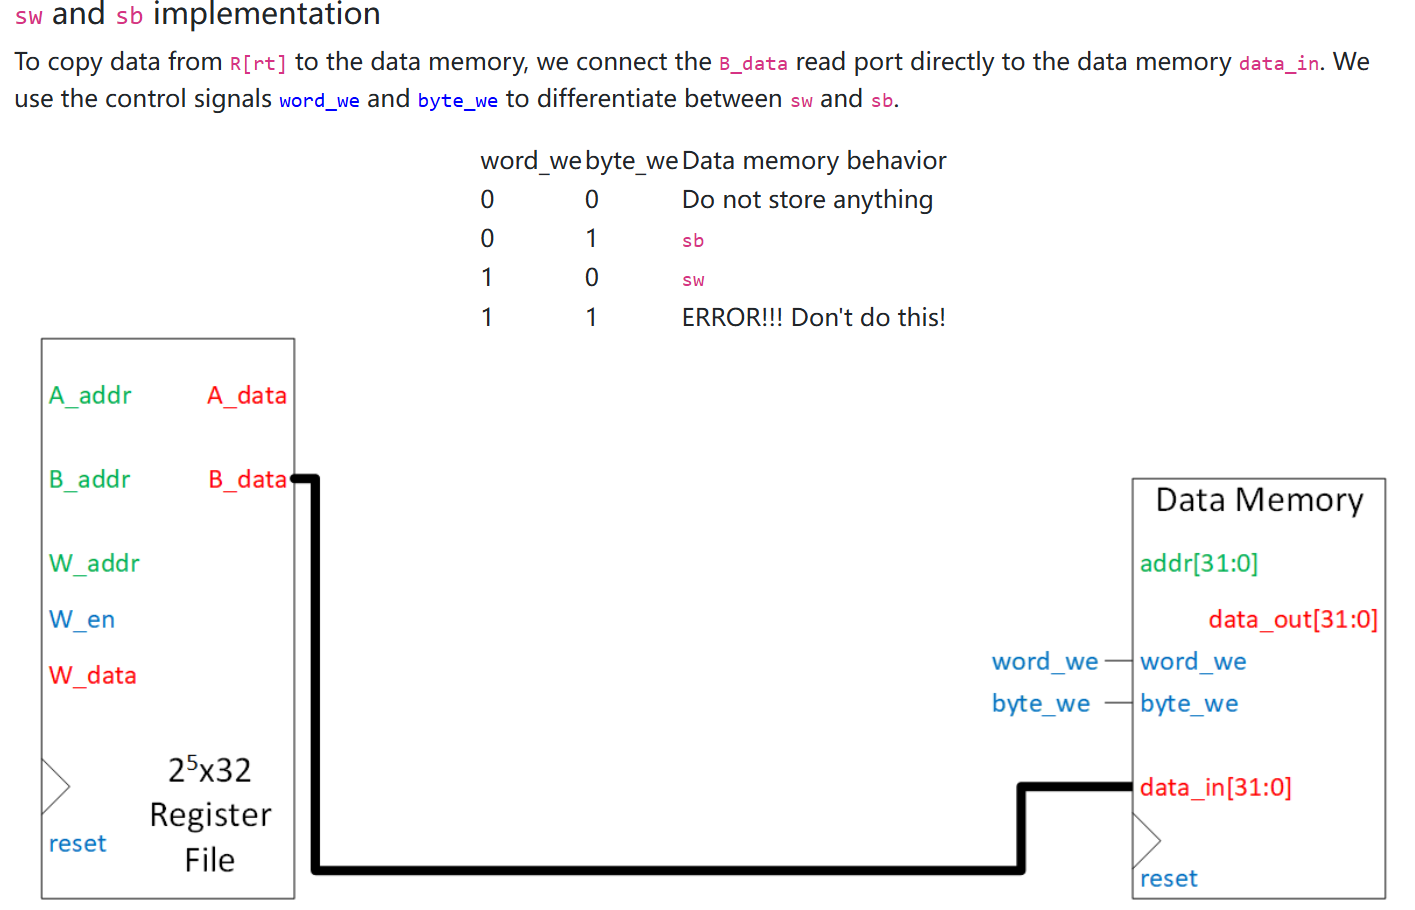 sw and sb implementation
To copy data from R[rt] to the data memory, we connect the B_data read port directly to the data memory data_in. We
use the control signals word_we and byte_we to differentiate between sw and sb.
word_we byte_we Data memory behavior
0 0 Do not store anything
0 1 sb
1 0 sw
1 1 ERROR!!! Don't do this!
A_addr A_data
B_addr B_data
W_addr
W_en
W_data
2⁵x32
Register
File
reset
Data Memory
addr[31:0]
data_out[31:0]
word_we word_we
byte_we byte_we
data_in[31:0]
reset